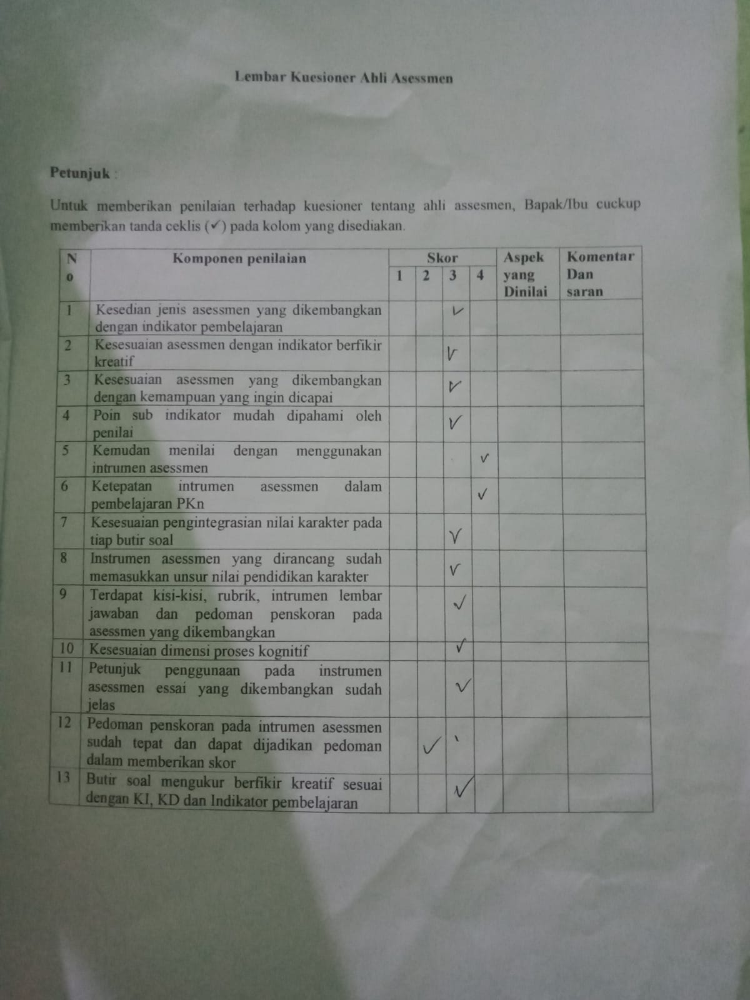 Lembar Kuesioner Ahli Asessmen
Petunjuk :
Untuk memberikan penilaian terhadap kuesioner tentang ahli assesmen, Bapak/Ibu cuckup
memberikan tanda ceklis (✓) pada kolom yang disediakan.
N
o
Komponen penilaian
Skor
1 2 3 4
Aspek
yang
Dinilai
Komentar
Dan
saran
1 Kesedian jenis asessmen yang dikembangkan ✓
dengan indikator pembelajaran
2 Kesesuaian asessmen dengan indikator berfikir ✓
kreatif
3 Kesesuaian asessmen yang dikembangkan ✓
dengan kemampuan yang ingin dicapai
4 Poin sub indikator mudah dipahami oleh ✓
penilai
5 Kemudan menilai dengan menggunakan ✓
intrumen asessmen
6 Ketepatan intrumen asessmen dalam ✓
pembelajaran PKn
7 Kesesuaian pengintegrasian nilai karakter pada ✓
tiap butir soal
8 Instrumen asessmen yang dirancang sudah ✓
memasukkan unsur nilai pendidikan karakter
9 Terdapat kisi-kisi, rubrik, intrumen lembar ✓
jawaban dan pedoman penskoran pada
asessmen yang dikembangkan
10 Kesesuaian dimensi proses kognitif ✓
11 Petunjuk penggunaan pada instrumen ✓
asessmen essai yang dikembangkan sudah
jelas
12 Pedoman penskoran pada intrumen asessmen ✓
sudah tepat dan dapat dijadikan pedoman
dalam memberikan skor
13 Butir soal mengukur berfikir kreatif sesuai ✓
dengan KI, KD dan Indikator pembelajaran